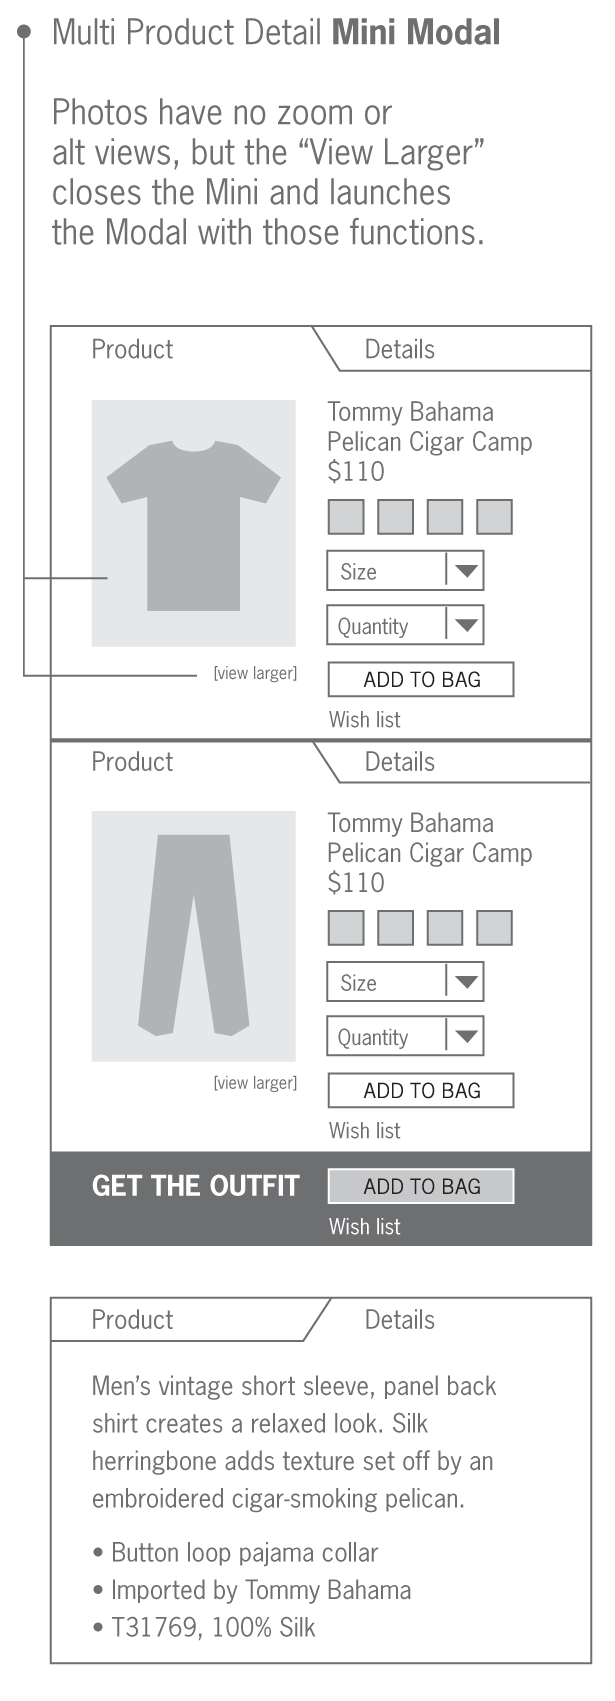 Multi Product Detail Mini Modal
Photos have no zoom or
alt views, but the “View Larger”
closes the Mini and launches
the Modal with those functions.
Product
Details
Tommy Bahama
Pelican Cigar Camp
$110
Size
Quantity
[view larger]
ADD TO BAG
Wish list
Product
Details
Tommy Bahama
Pelican Cigar Camp
$110
Size
Quantity
[view larger]
ADD TO BAG
Wish list
GET THE OUTFIT
ADD TO BAG
Wish list
Product
Details
Men’s vintage short sleeve, panel back
shirt creates a relaxed look. Silk
herringbone adds texture set off by an
embroidered cigar-smoking pelican.
• Button loop pajama collar
• Imported by Tommy Bahama
• T31769, 100% Silk